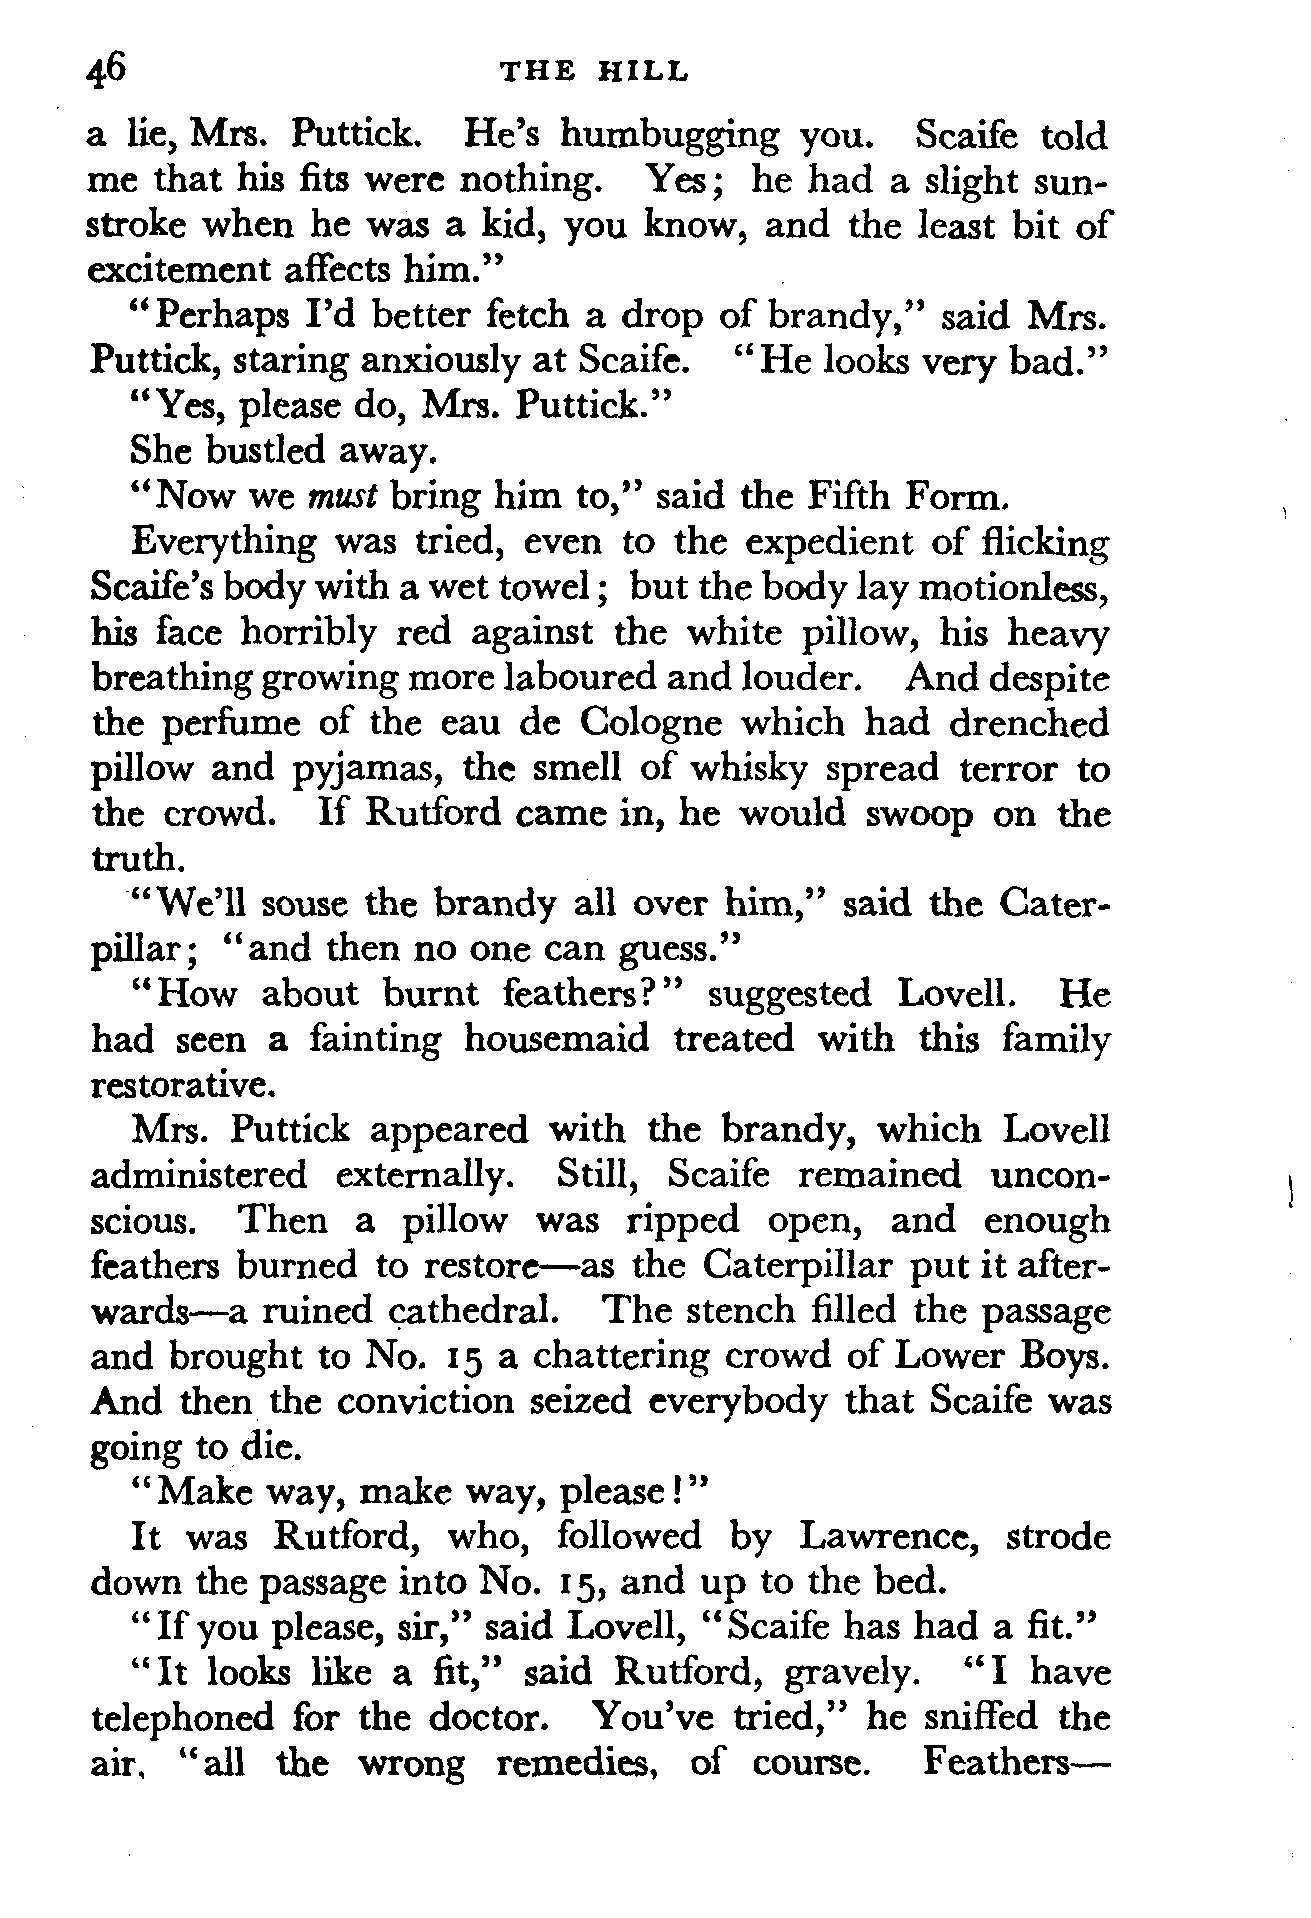 46 THE HILL
a lie, Mrs. Puttick. He's humbugging you. Scaife told
me that his fits were nothing. Yes; he had a slight sun-
stroke when he was a kid, you know, and the least bit of
excitement affects him."
"Perhaps I'd better fetch a drop of brandy," said Mrs.
Puttick, staring anxiously at Scaife. "He looks very bad."
"Yes, please do, Mrs. Puttick."
She bustled away.
"Now we must bring him to," said the Fifth Form.
Everything was tried, even to the expedient of flicking
Scaife's body with a wet towel; but the body lay motionless,
his face horribly red against the white pillow, his heavy
breathing growing more laboured and louder. And despite
the perfume of the eau de Cologne which had drenched
pillow and pyjamas, the smell of whisky spread terror to
the crowd. If Rutford came in, he would swoop on the
truth.
"We'll souse the brandy all over him," said the Cater-
pillar; "and then no one can guess."
"How about burnt feathers?" suggested Lovell. He
had seen a fainting housemaid treated with this family
restorative.
Mrs. Puttick appeared with the brandy, which Lovell
administered externally. Still, Scaife remained uncon-
scious. Then a pillow was ripped open, and enough
feathers burned to restore—as the Caterpillar put it after-
wards—a ruined cathedral. The stench filled the passage
and brought to No. 15 a chattering crowd of Lower Boys.
And then the conviction seized everybody that Scaife was
going to die.
"Make way, make way, please!"
It was Rutford, who, followed by Lawrence, strode
down the passage into No. 15, and up to the bed.
"If you please, sir," said Lovell, "Scaife has had a fit."
"It looks like a fit," said Rutford, gravely. "I have
telephoned for the doctor. You've tried," he sniffed the
air, "all the wrong remedies, of course. Feathers—